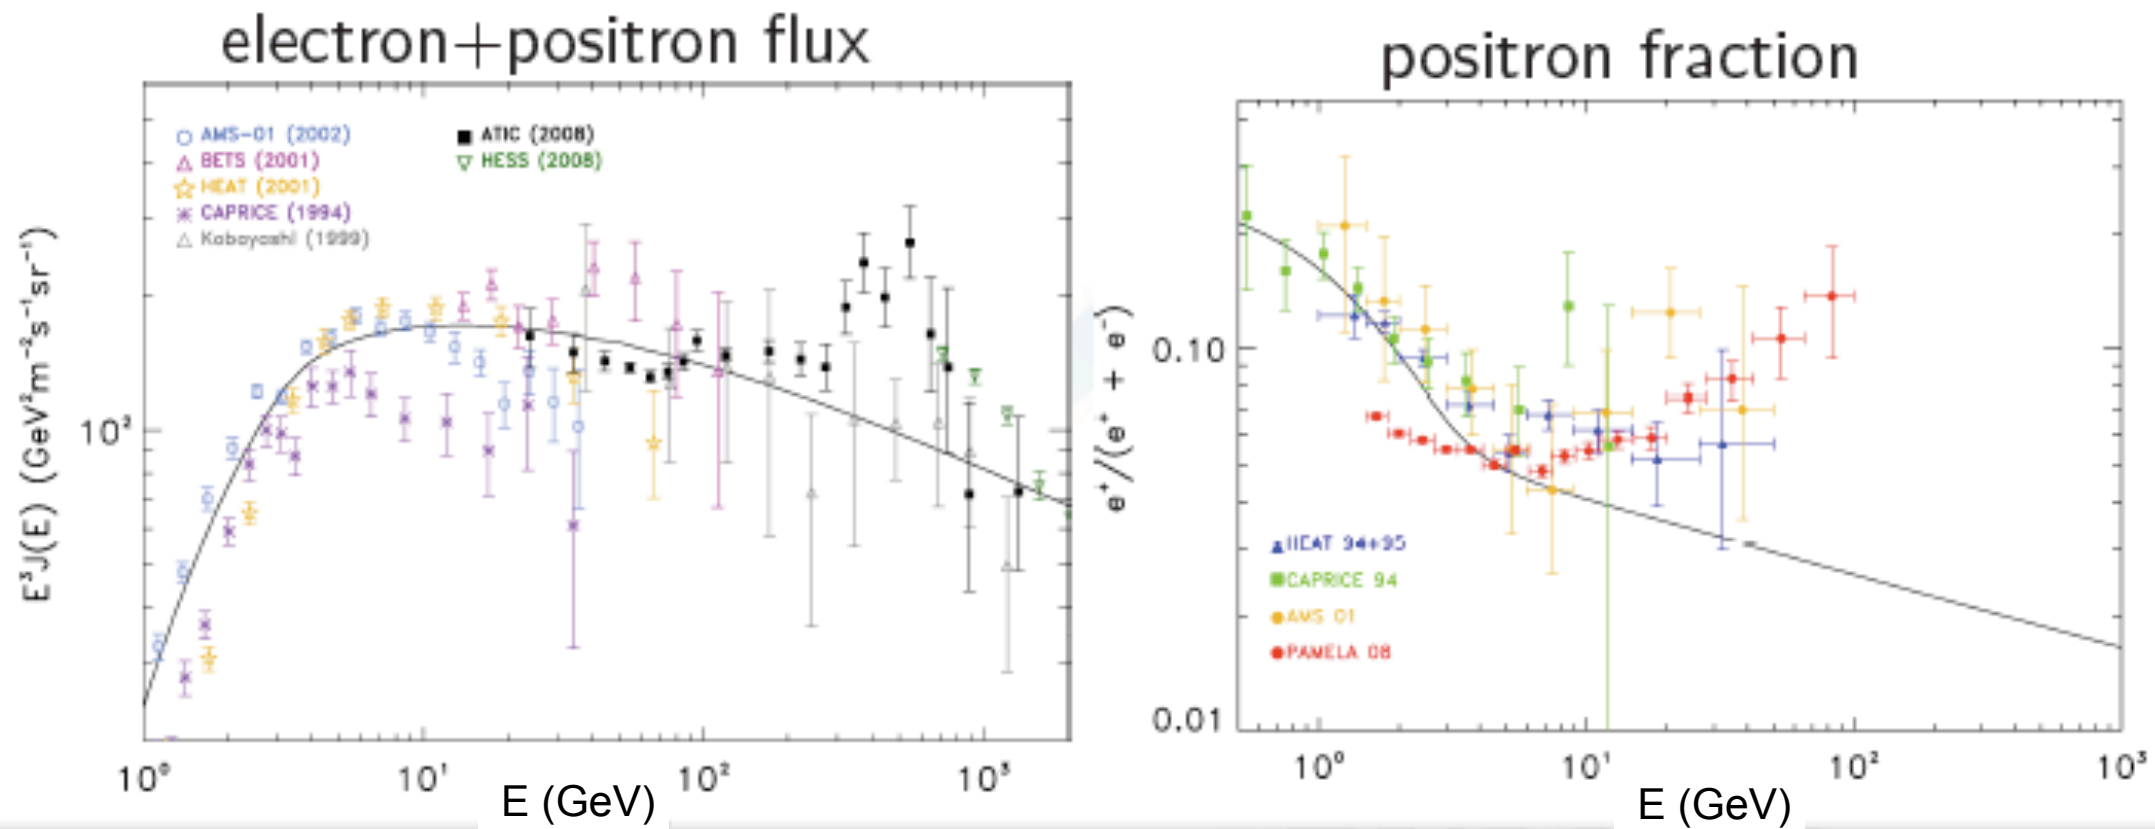 electron+positron flux
AMS-01 (2002)
BETS (2001)
HEAT (2001)
CAPRICE (1994)
Kobayashi (1999)
ATIC (2008)
HESS (2008)
E³J(E) (GeV²m⁻²s⁻¹sr⁻¹)
10²
10⁰
10¹
10²
10³
E (GeV)
positron fraction
HEAT 94+95
CAPRICE 94
AMS 01
PAMELA 08
e⁺/(e⁺ + e⁻)
0.10
0.01
10⁰
10¹
10²
10³
E (GeV)